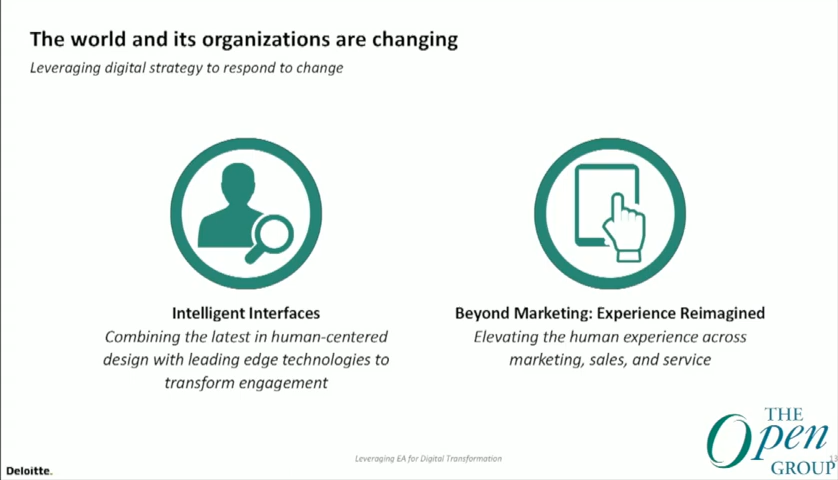 The world and its organizations are changing
Leveraging digital strategy to respond to change
Intelligent Interfaces
Combining the latest in human-centered
design with leading edge technologies to
transform engagement
Beyond Marketing: Experience Reimagined
Elevating the human experience across
marketing, sales, and service
Leveraging EA for Digital Transformation
Deloitte.
THE
Open
GROUP
13